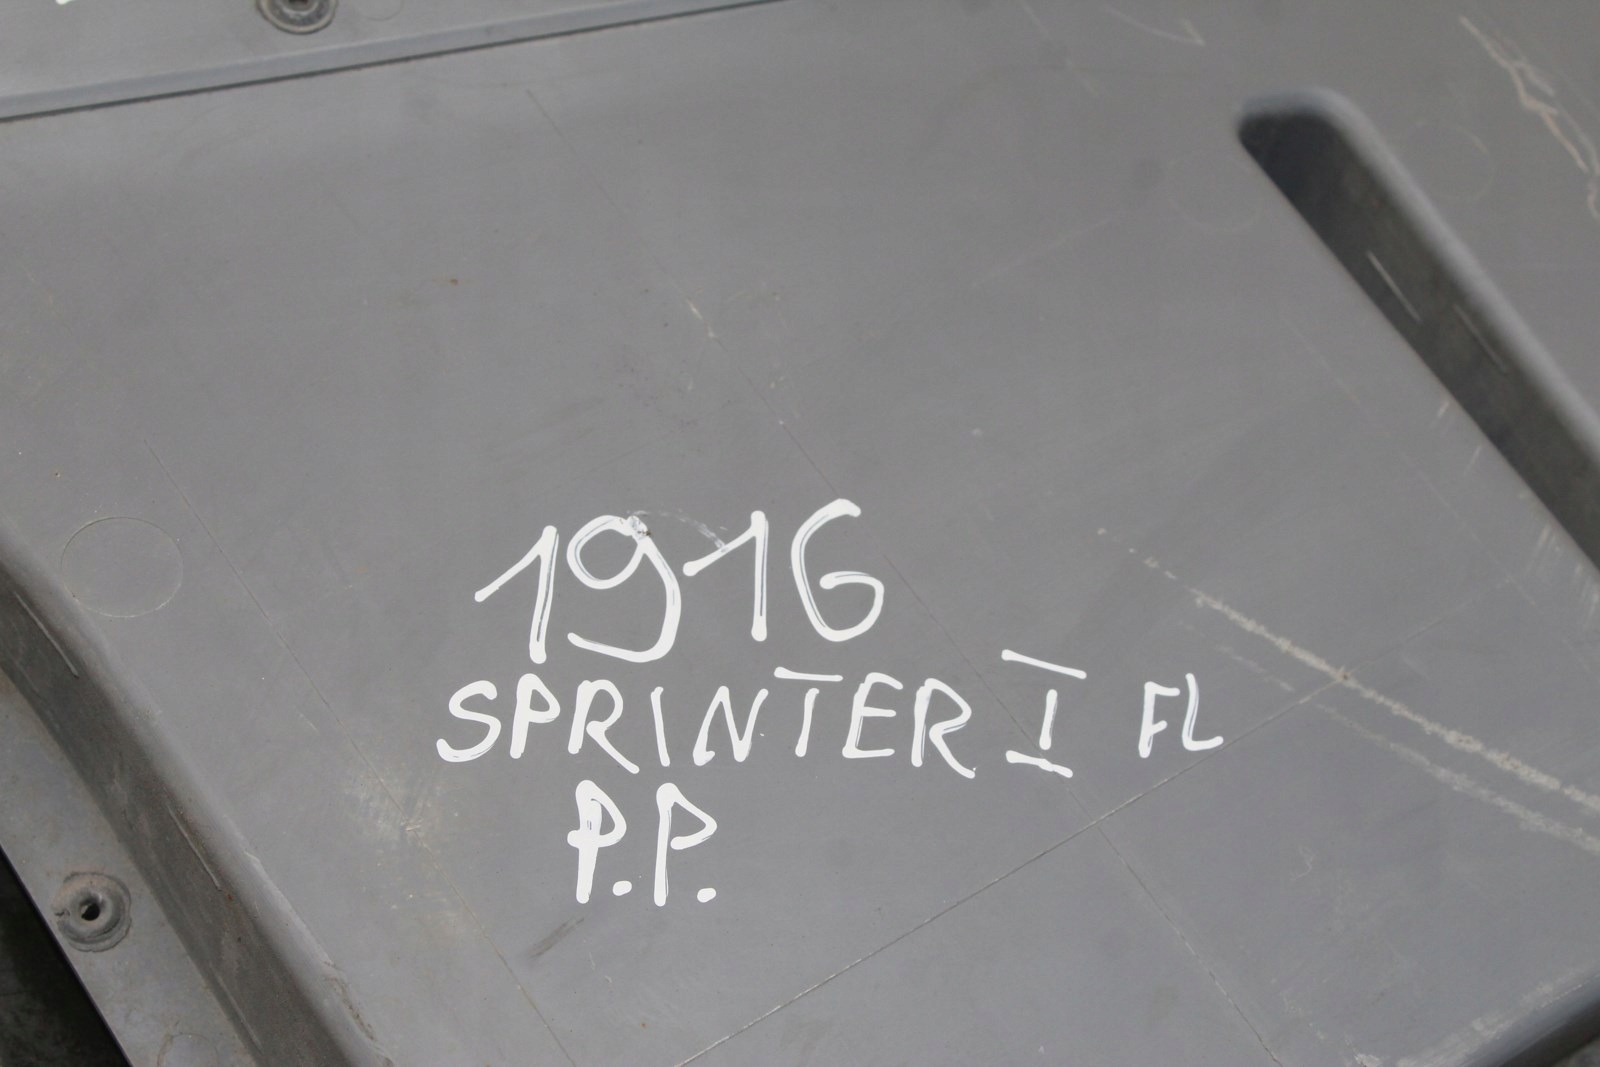 1916
SPRINTER I FL
P.P.